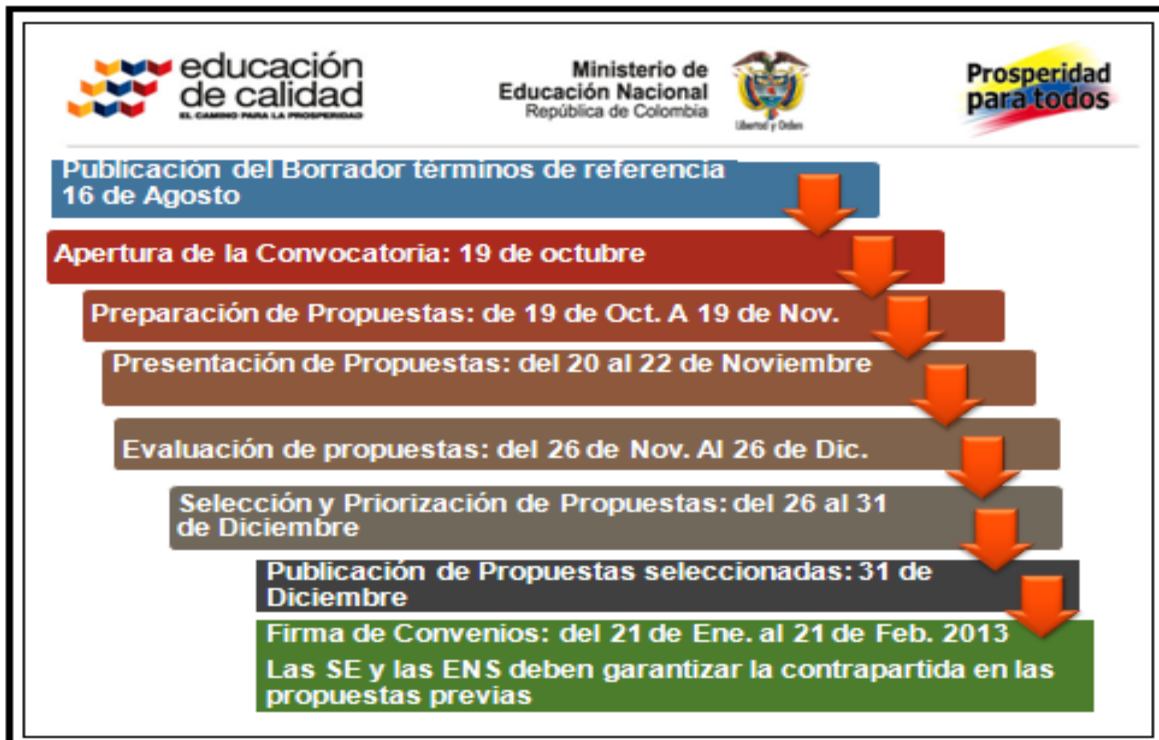 educación
de calidad
EL CAMINO PARA LA PROSPERIDAD
Ministerio de
Educación Nacional
República de Colombia
Libertad y Orden
Prosperidad
para todos
Publicación del Borrador términos de referencia
16 de Agosto
Apertura de la Convocatoria: 19 de octubre
Preparación de Propuestas: de 19 de Oct. A 19 de Nov.
Presentación de Propuestas: del 20 al 22 de Noviembre
Evaluación de propuestas: del 26 de Nov. Al 26 de Dic.
Selección y Priorización de Propuestas: del 26 al 31
de Diciembre
Publicación de Propuestas seleccionadas: 31 de
Diciembre
Firma de Convenios: del 21 de Ene. al 21 de Feb. 2013
Las SE y las ENS deben garantizar la contrapartida en las
propuestas previas